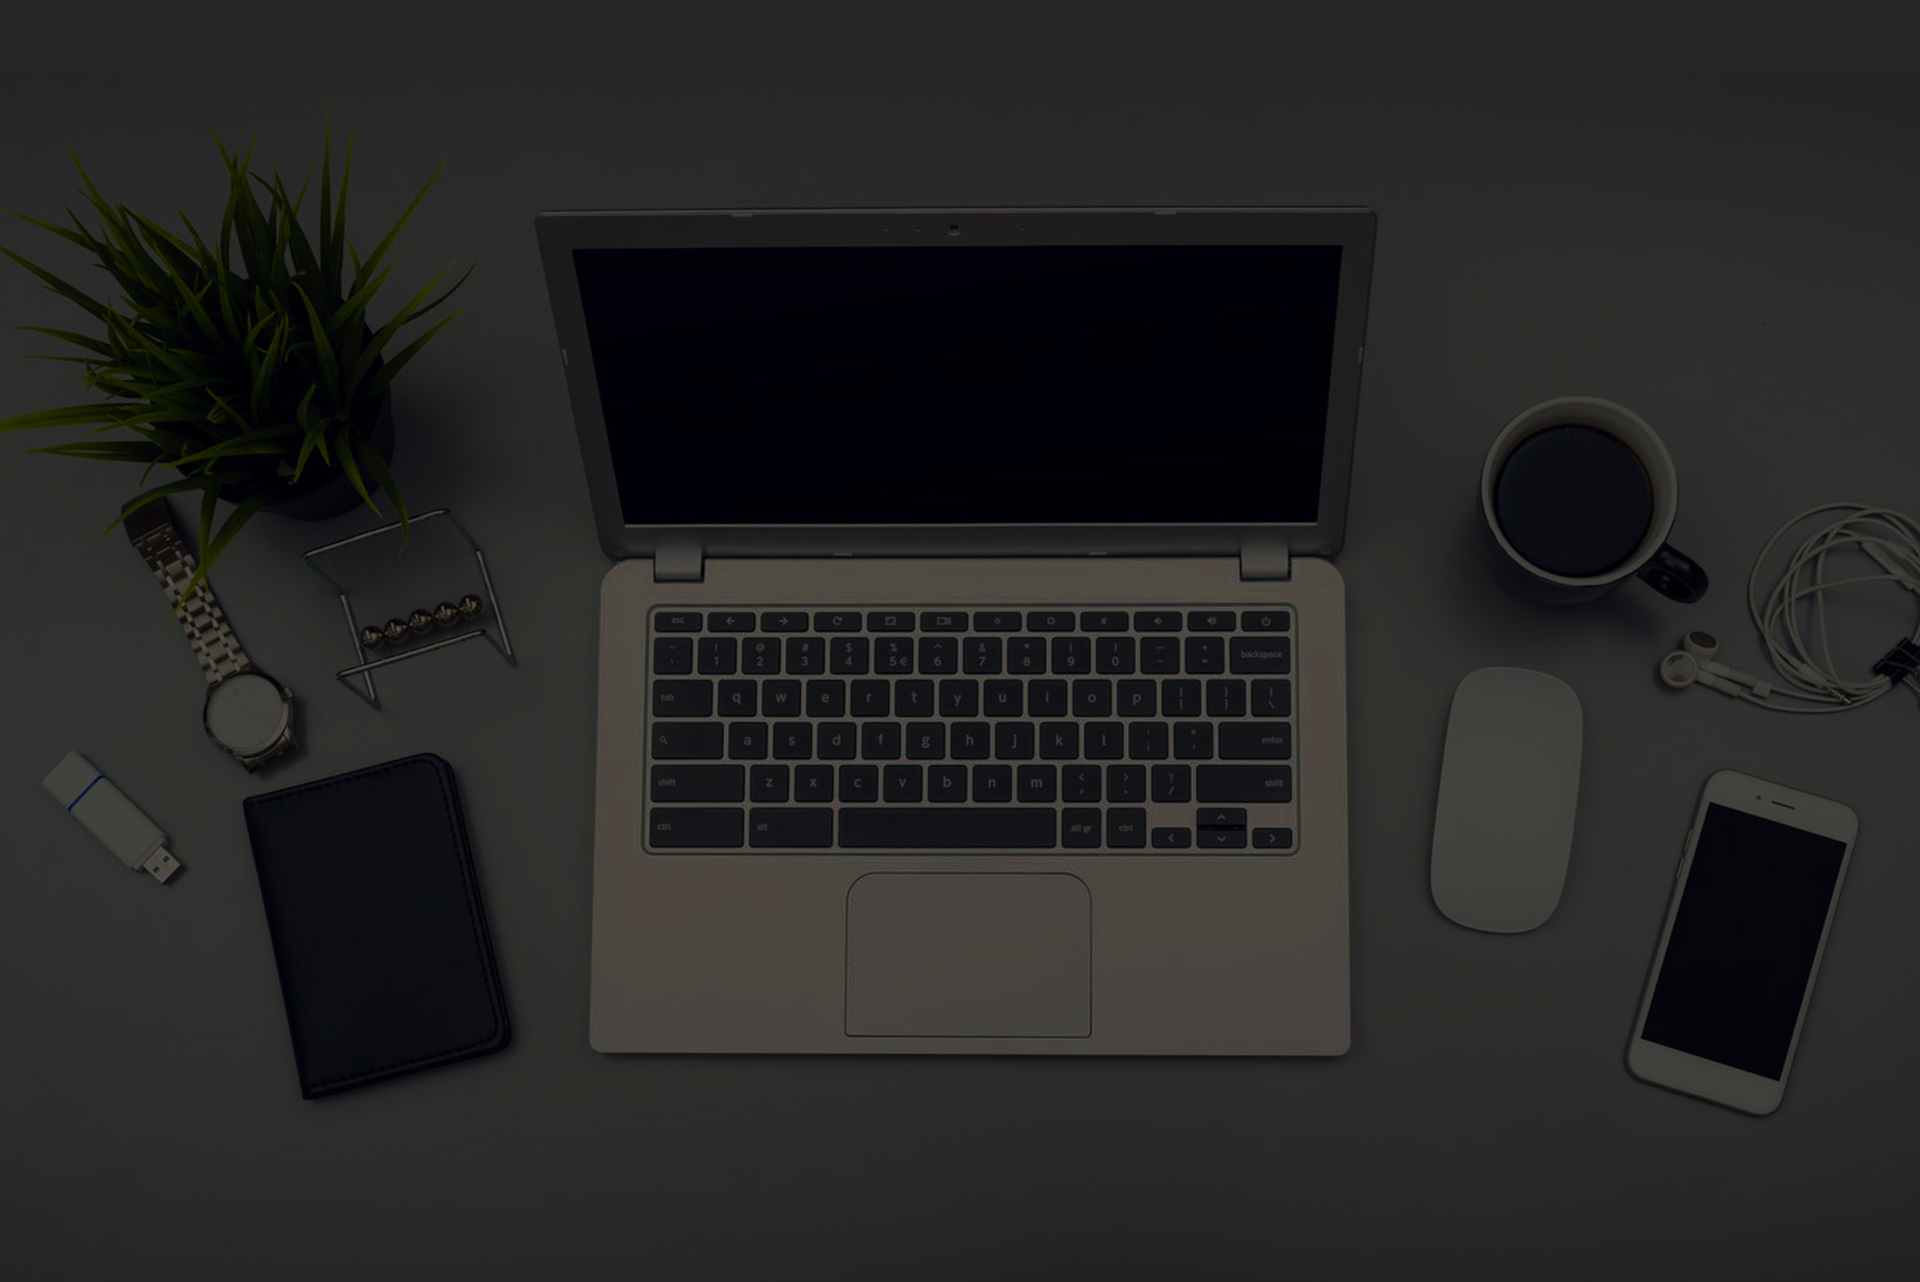 esc
~ ! @ # $ % ^ & * ( ) — +
1 2 3 4 5 € 6 7 8 9 0 - = backspace
tab q w e r t y u i o p { } |
[ ] \
a s d f g h j k l : " enter
; '
shift z x c v b n m < > ? shift
, . /
ctrl alt alt gr ctrl